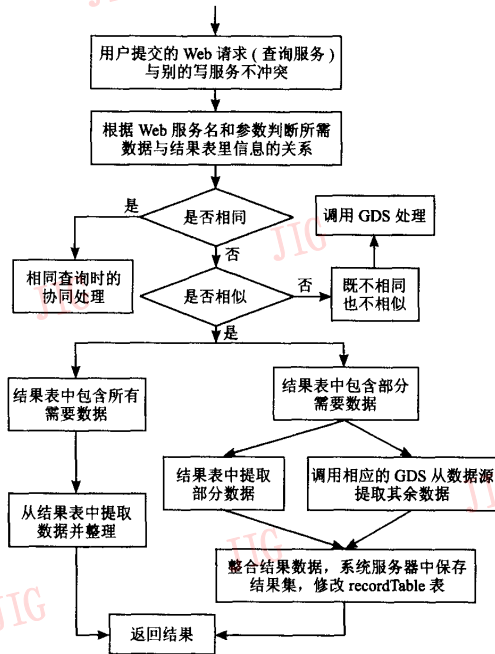 用户提交的 Web 请求（查询服务）
与别的写服务不冲突
根据 Web 服务名和参数判断所需
数据与结果表里信息的关系
是
是否相同
调用 GDS 处理
否
相同查询时的
协同处理
是否相似
否
既不相同
也不相似
是
结果表中包含所有
需要数据
结果表中包含部分
需要数据
结果表中提取
部分数据
调用相应的 GDS 从数据源
提取其余数据
从结果表中提取
数据并整理
整合结果数据，系统服务器中保存
结果集，修改 recordTable 表
返回结果
JIG
JIG
JIG
JIG
JIG
JIG